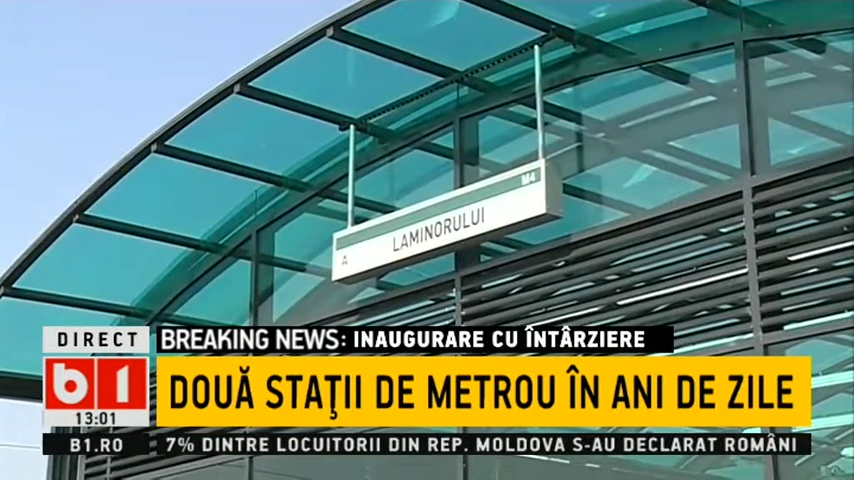 M4
LAMINORULUI
A
DIRECT
BREAKING NEWS: INAUGURARE CU ÎNTÂRZIERE
b1
DOUĂ STAŢII DE METROU ÎN ANI DE ZILE
13:01
B1.RO
7% DINTRE LOCUITORII DIN REP. MOLDOVA S-AU DECLARAT ROMÂNI